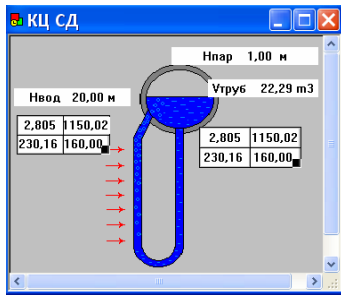 КЦ СД
Нпар 1,00 м
Vтруб 22,29 m3
Нвод 20,00 м
2,805 1150,02
230,16 160,00
2,805 1150,02
230,16 160,00